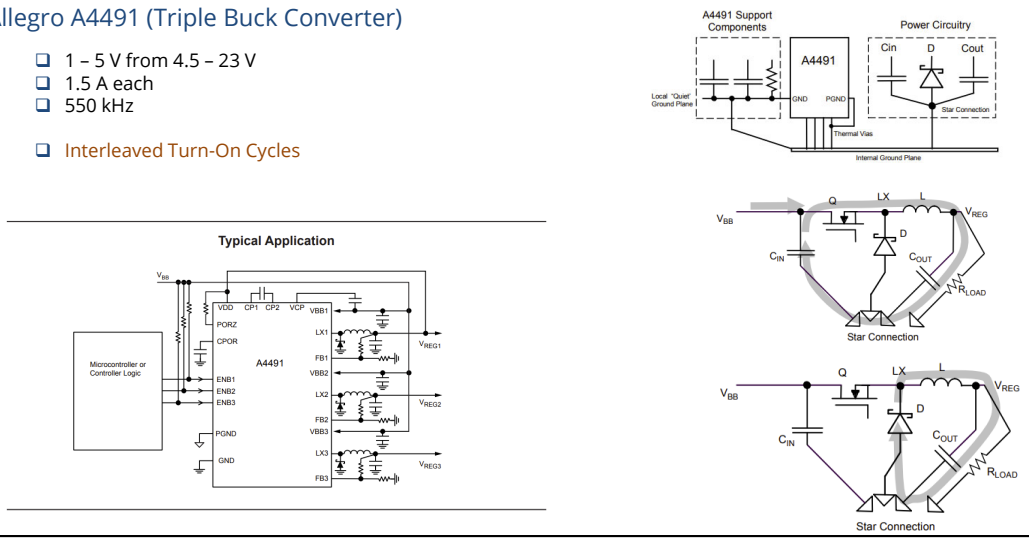 llegro A4491 (Triple Buck Converter)
1 – 5 V from 4.5 – 23 V
1.5 A each
550 kHz
Interleaved Turn-On Cycles
Typical Application
VBB
VDD CP1 CP2 VCP
VBB1
PORZ
LX1
VREG1
CPOR
A4491
FB1
Microcontroller or
Controller Logic
VBB2
ENB1
ENB2
LX2
VREG2
ENB3
FB2
PGND
VBB3
LX3
GND
VREG3
FB3
A4491 Support
Components
Power Circuitry
A4491
Cin D Cout
Local "Quiet"
Ground Plane
GND PGND
Star Connection
Thermal Vias
Internal Ground Plane
Q LX L
VBB
VREG
D
CIN
COUT
RLOAD
Star Connection
Q LX L
VBB
VREG
D
CIN
COUT
RLOAD
Star Connection